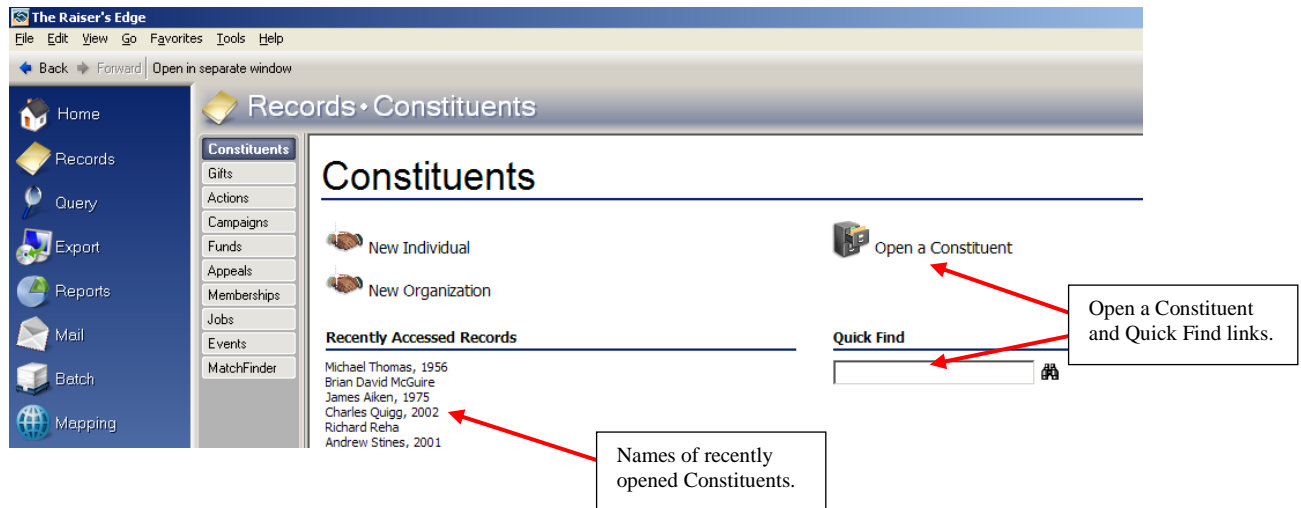 The Raiser's Edge
File Edit View Go Favorites Tools Help
Back Forward Open in separate window
Home
Records
Query
Export
Reports
Mail
Batch
Mapping
Records • Constituents
Constituents
Gifts
Actions
Campaigns
Funds
Appeals
Memberships
Jobs
Events
MatchFinder
Constituents
New Individual
New Organization
Open a Constituent
Recently Accessed Records
Michael Thomas, 1956
Brian David McGuire
James Aiken, 1975
Charles Quigg, 2002
Richard Reha
Andrew Stines, 2001
Quick Find
Open a Constituent
and Quick Find links.
Names of recently
opened Constituents.